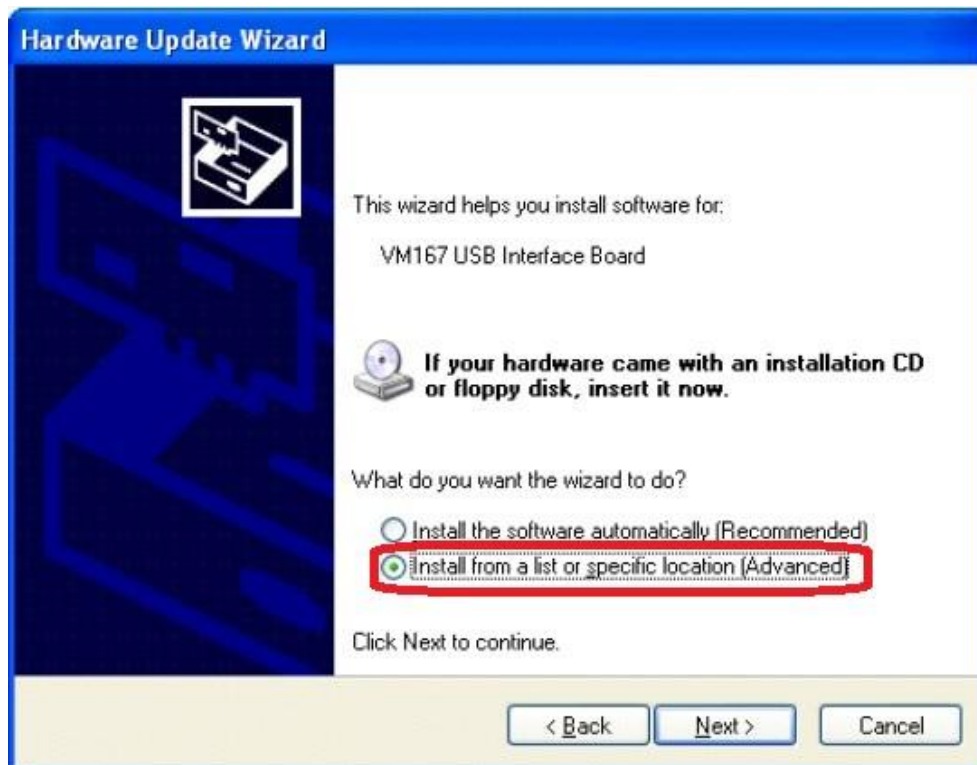 Hardware Update Wizard
This wizard helps you install software for:
VM167 USB Interface Board
If your hardware came with an installation CD
or floppy disk, insert it now.
What do you want the wizard to do?
Install the software automatically (Recommended)
Install from a list or specific location (Advanced)
Click Next to continue.
< Back Next > Cancel